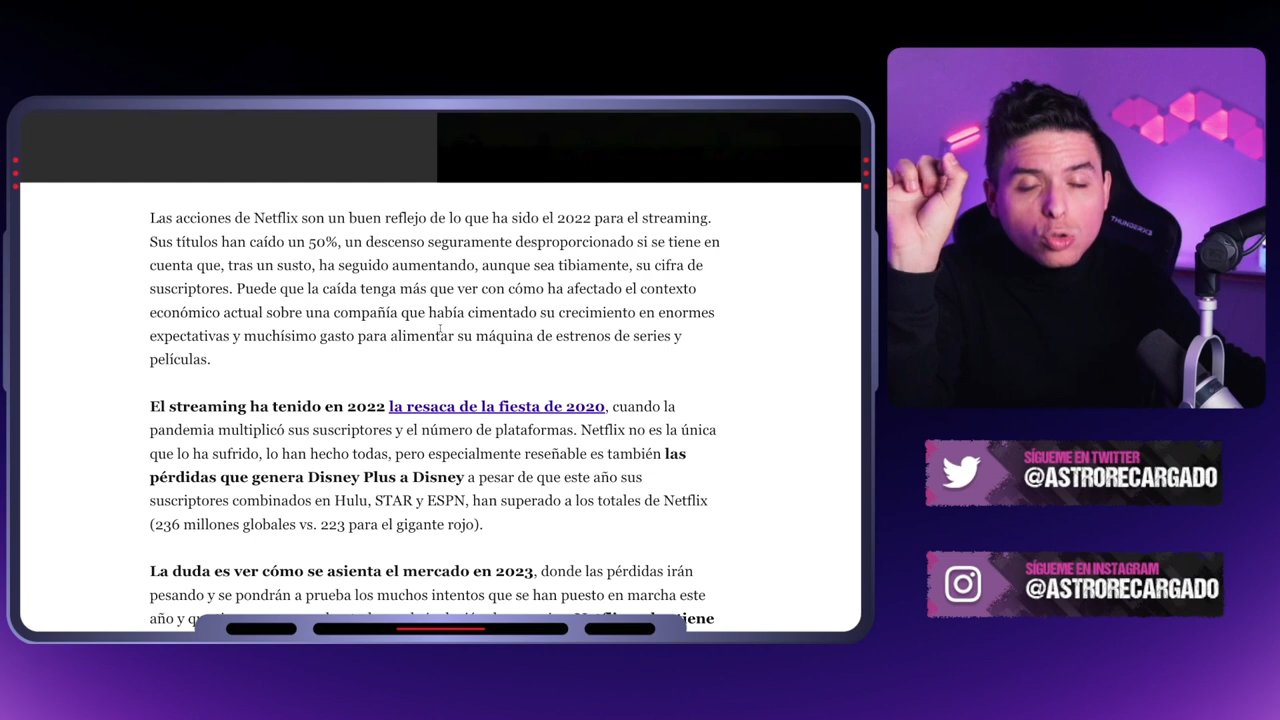 Las acciones de Netflix son un buen reflejo de lo que ha sido el 2022 para el streaming.
Sus títulos han caído un 50%, un descenso seguramente desproporcionado si se tiene en
cuenta que, tras un susto, ha seguido aumentando, aunque sea tibiamente, su cifra de
suscriptores. Puede que la caída tenga más que ver con cómo ha afectado el contexto
económico actual sobre una compañía que había cimentado su crecimiento en enormes
expectativas y muchísimo gasto para alimentar su máquina de estrenos de series y
películas.
El streaming ha tenido en 2022 la resaca de la fiesta de 2020, cuando la
pandemia multiplicó sus suscriptores y el número de plataformas. Netflix no es la única
que lo ha sufrido, lo han hecho todas, pero especialmente reseñable es también las
pérdidas que genera Disney Plus a Disney a pesar de que este año sus
suscriptores combinados en Hulu, STAR y ESPN, han superado a los totales de Netflix
(236 millones globales vs. 223 para el gigante rojo).
La duda es ver cómo se asienta el mercado en 2023, donde las pérdidas irán
pesando y se pondrán a prueba los muchos intentos que se han puesto en marcha este
año y
THUNDERX3
SÍGUEME EN TWITTER
@ASTRORECARGADO
SÍGUEME EN INSTAGRAM
@ASTRORECARGADO